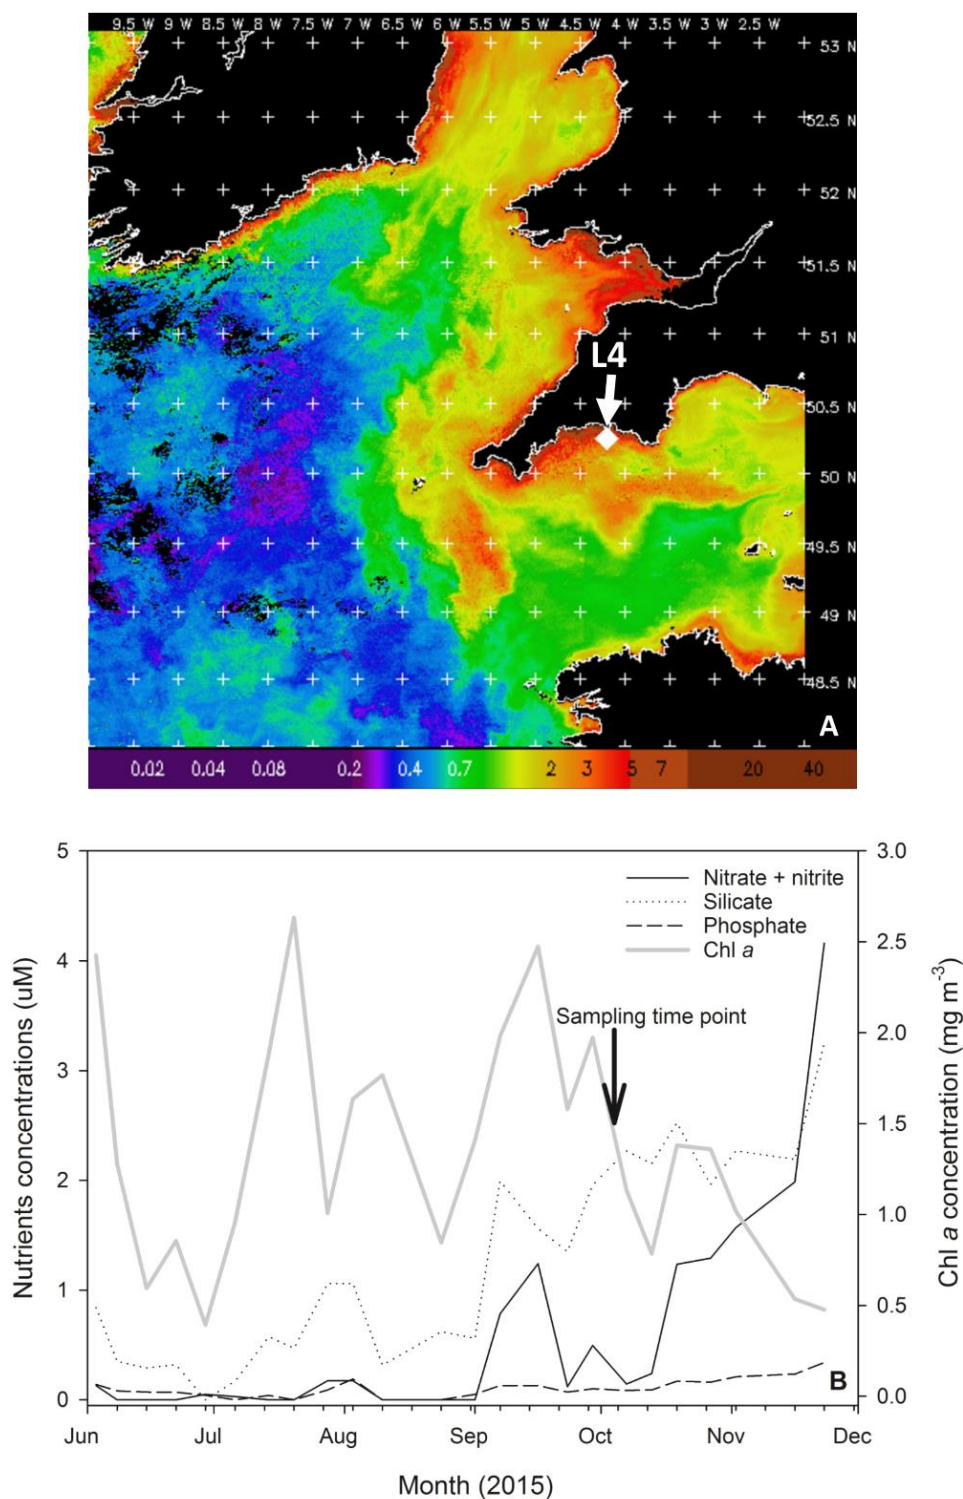 9.5 W 9 W 8.5 W 8 W 7.5 W 7 W 6.5 W 6 W 5.5 W 5 W 4.5 W 4 W 3.5 W 3 W 2.5 W
53 N
52.5
52 N
51.5
51 N
L4
50.5
50 N
49.5
49 N
48.5
A
0.02 0.04 0.08 0.2 0.4 0.7 2 3 5 7 20 40
5 3.0
Nitrate + nitrite
Silicate
Phosphate
Chl a
4 2.5
Sampling time point
3 2.0
1.5
2
1.0
1
0.5
B
0 0.0
Nutrients concentrations (uM)
Chl a concentration (mg m⁻³)
Jun Jul Aug Sep Oct Nov Dec
Month (2015)